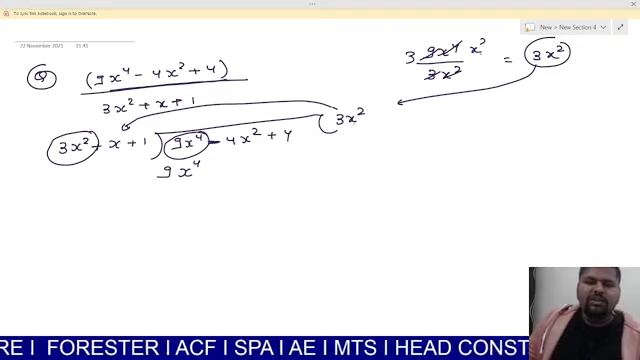 To sync this notebook, sign in to OneNote.
New > New Section 4
22 November 2021 11:41
Q (9x⁴ - 4x² + 4)
3x² + x + 1
3 9x⁴ x² = 3x²
3x²
3x²
3x² - x + 1 ) 9x⁴ - 4x² + 4
9x⁴
RE I FORESTER I ACF I SPA I AE I MTS I HEAD CONST